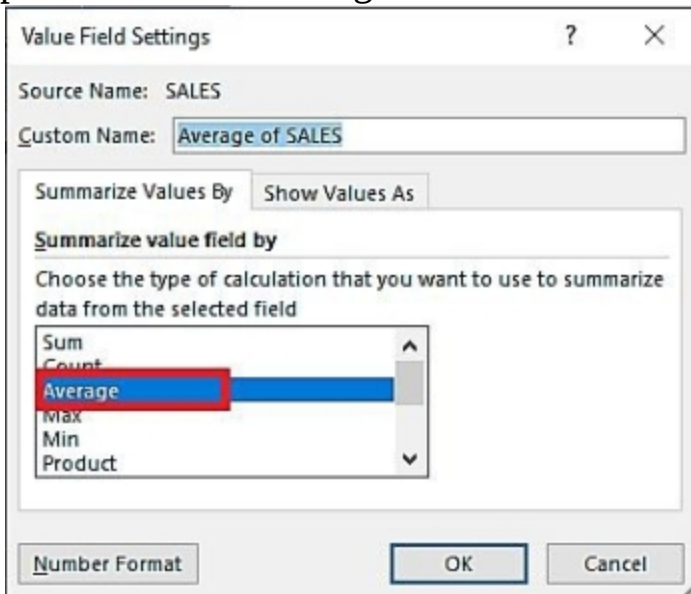 Value Field Settings ? ×
Source Name: SALES
Custom Name: Average of SALES
Summarize Values By Show Values As
Summarize value field by
Choose the type of calculation that you want to use to summarize
data from the selected field
Sum
Count
Average
Max
Min
Product
Number Format OK Cancel